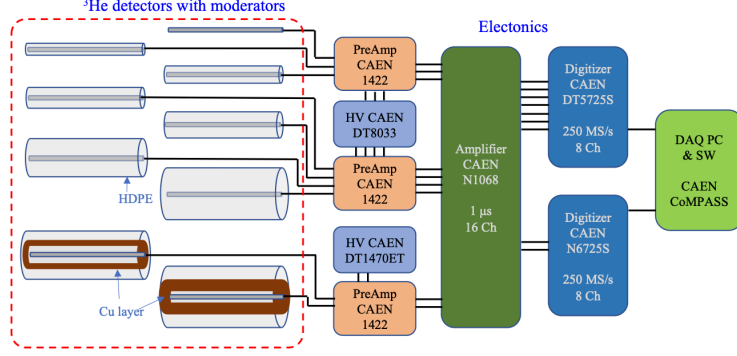 ³He detectors with moderators
Electonics
PreAmp
CAEN
1422
HV CAEN
DT8033
PreAmp
CAEN
1422
HV CAEN
DT1470ET
PreAmp
CAEN
1422
Amplifier
CAEN
N1068
1 µs
16 Ch
Digitizer
CAEN
DT5725S
250 MS/s
8 Ch
Digitizer
CAEN
N6725S
250 MS/s
8 Ch
DAQ PC
& SW
CAEN
CoMPASS
HDPE
Cu layer